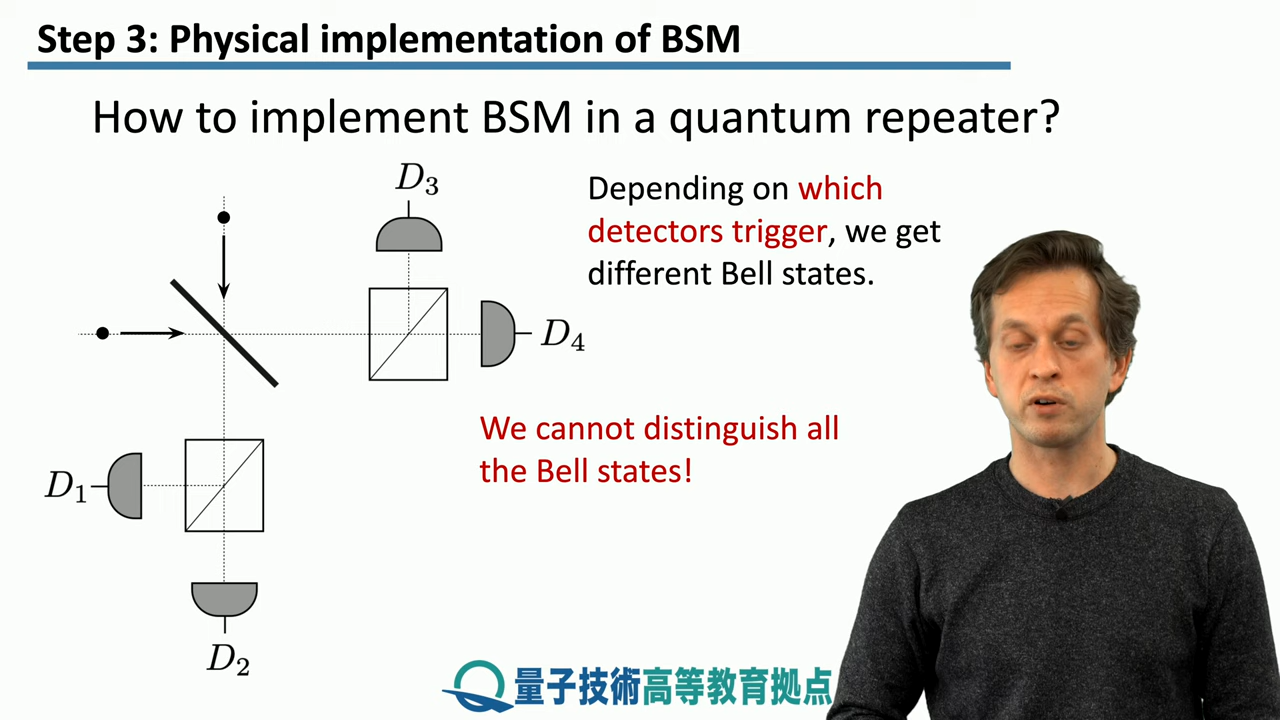 Step 3: Physical implementation of BSM
How to implement BSM in a quantum repeater?
D3
Depending on which
detectors trigger, we get
different Bell states.
D4
We cannot distinguish all
the Bell states!
D1
D2
量子技術高等教育拠点